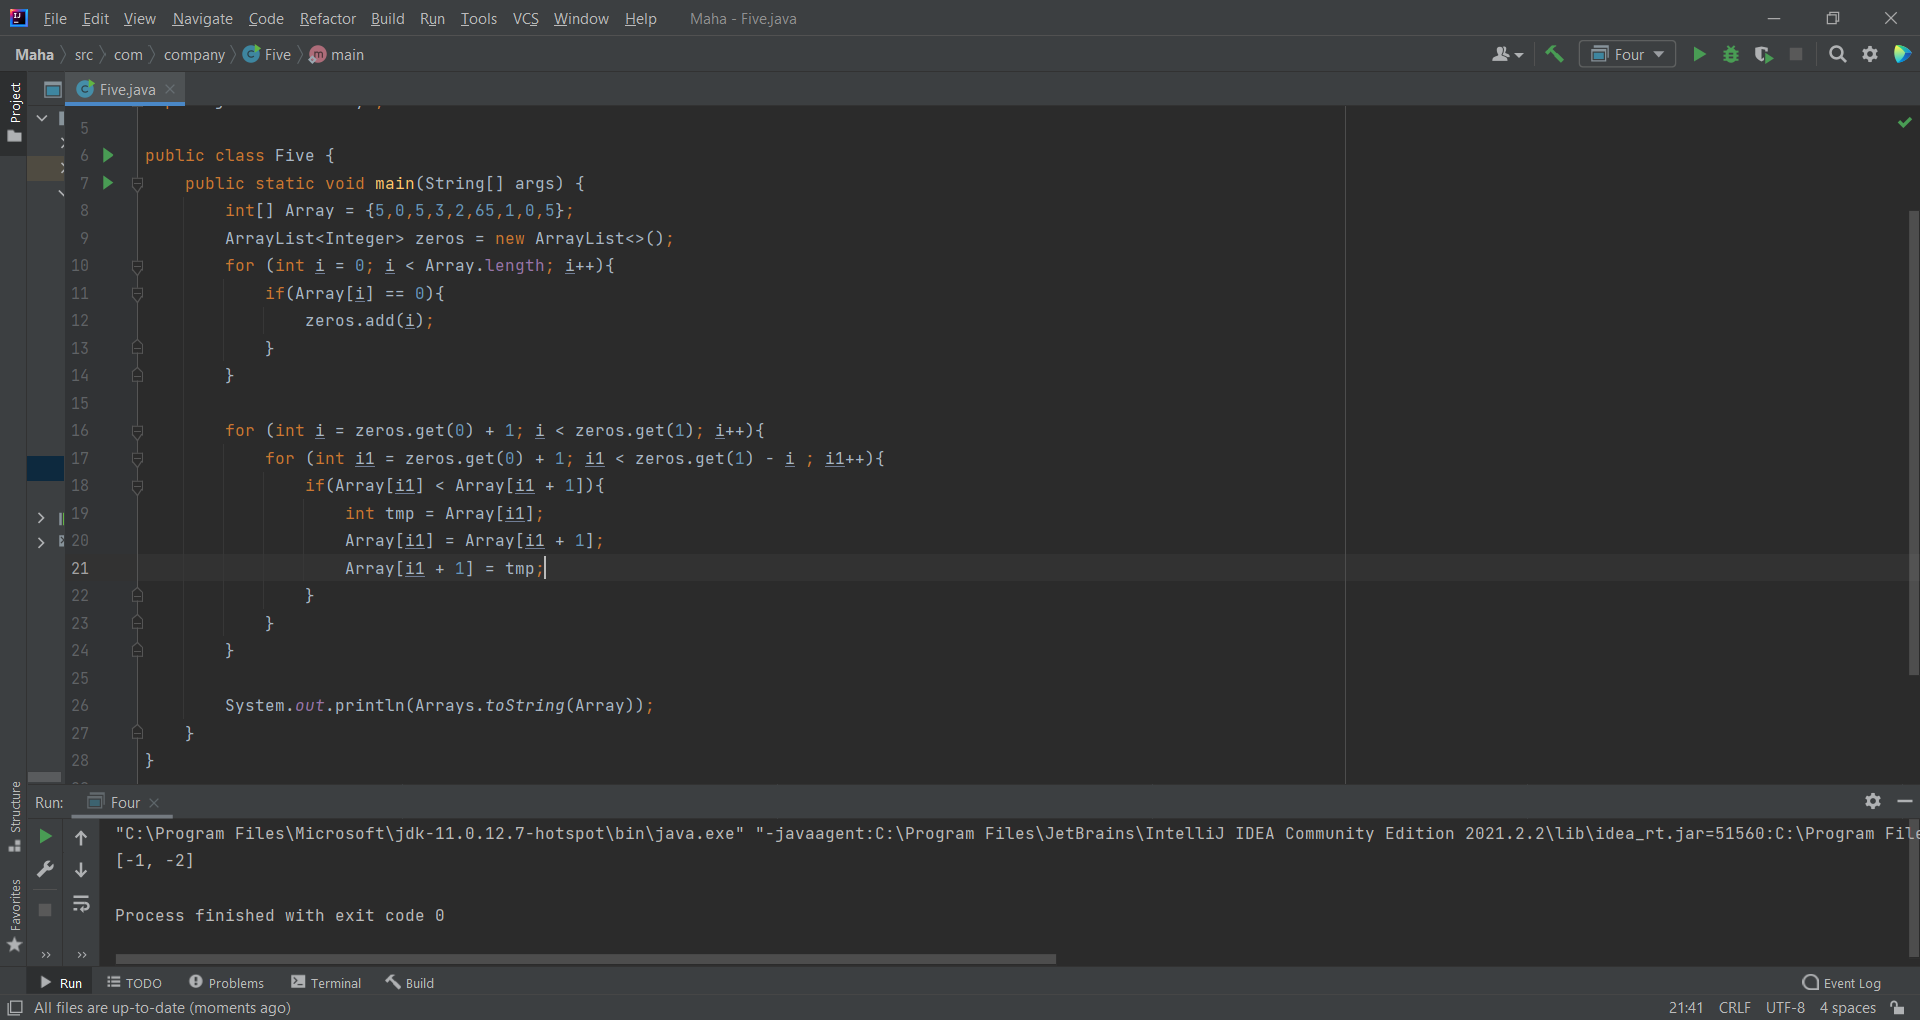 File Edit View Navigate Code Refactor Build Run Tools VCS Window Help Maha - Five.java
Maha src com company Five main Four
Project
Five.java
5
6 public class Five {
7 public static void main(String[] args) {
8 int[] Array = {5,0,5,3,2,65,1,0,5};
9 ArrayList<Integer> zeros = new ArrayList<>();
10 for (int i = 0; i < Array.length; i++){
11 if(Array[i] == 0){
12 zeros.add(i);
13 }
14 }
15
16 for (int i = zeros.get(0) + 1; i < zeros.get(1); i++){
17 for (int i1 = zeros.get(0) + 1; i1 < zeros.get(1) - i ; i1++){
18 if(Array[i1] < Array[i1 + 1]){
19 int tmp = Array[i1];
20 Array[i1] = Array[i1 + 1];
21 Array[i1 + 1] = tmp;
22 }
23 }
24 }
25
26 System.out.println(Arrays.toString(Array));
27 }
28 }
Structure
Favorites
Run: Four
"C:\Program Files\Microsoft\jdk-11.0.12.7-hotspot\bin\java.exe" "-javaagent:C:\Program Files\JetBrains\IntelliJ IDEA Community Edition 2021.2.2\lib\idea_rt.jar=51560:C:\Program File
[-1, -2]
Process finished with exit code 0
Run TODO Problems Terminal Build Event Log
All files are up-to-date (moments ago) 21:41 CRLF UTF-8 4 spaces